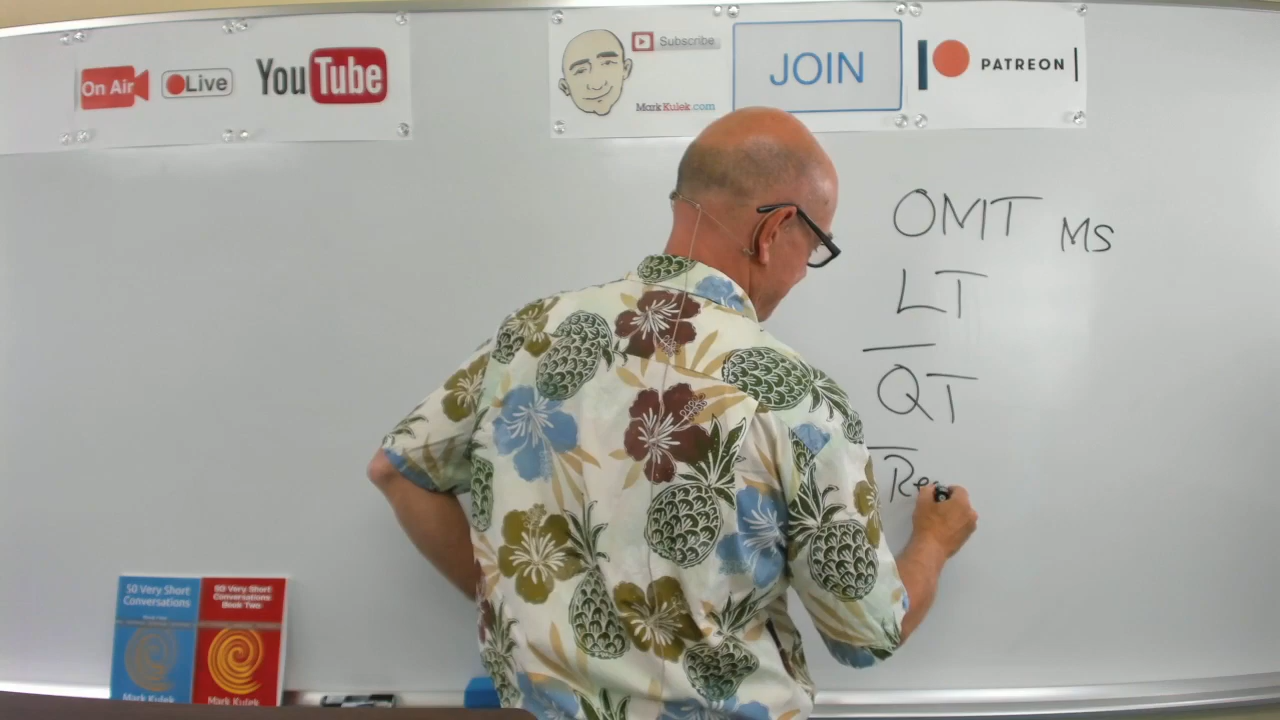 On Air
Live
YouTube
Subscribe
MarkKulek.com
JOIN
PATREON
OMT MS
LT
QT
Re
50 Very Short
Conversations
Mark Kulek
50 Very Short
Conversations
Book Two
Mark Kulek